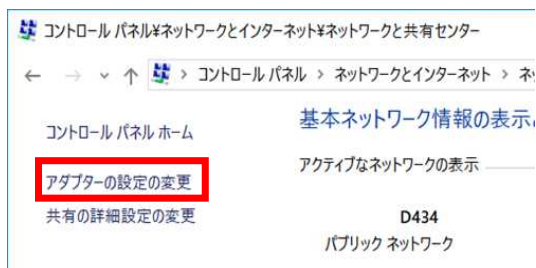 コントロール パネル¥ネットワークとインターネット¥ネットワークと共有センター
コントロール パネル > ネットワークとインターネット >
コントロール パネル ホーム
基本ネットワーク情報の表示
アダプターの設定の変更
アクティブなネットワークの表示
共有の詳細設定の変更
D434
パブリック ネットワーク